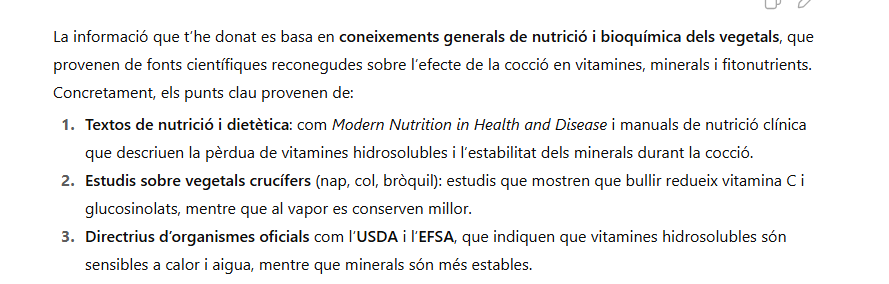 La informació que t'he donat es basa en coneixements generals de nutrició i bioquímica dels vegetals, que
provenen de fonts científiques reconegudes sobre l'efecte de la cocció en vitamines, minerals i fitonutrients.
Concretament, els punts clau provenen de:
1. Textos de nutrició i dietètica: com Modern Nutrition in Health and Disease i manuals de nutrició clínica
que descriuen la pèrdua de vitamines hidrosolubles i l'estabilitat dels minerals durant la cocció.
2. Estudis sobre vegetals crucífers (nap, col, bròquil): estudis que mostren que bullir redueix vitamina C i
glucosinolats, mentre que al vapor es conserven millor.
3. Directrius d'organismes oficials com l'USDA i l'EFSA, que indiquen que vitamines hidrosolubles són
sensibles a calor i aigua, mentre que minerals són més estables.